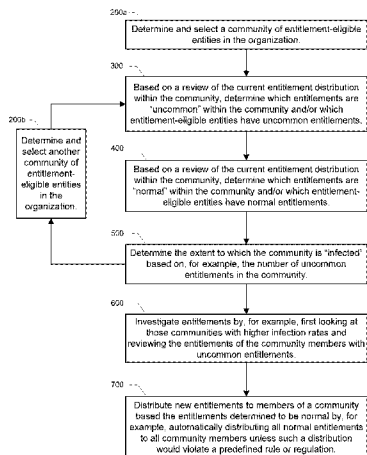 200a
Determine and select a community of entitlement-eligible
entities in the organization.
300
Based on a review of the current entitlement distribution
within the community, determine which entitlements are
"uncommon" within the community and/or which
entitlement-eligible entities have uncommon entitlements.
200b
Determine and
select another
community of
entitlement-
eligible entities
in the
organization.
400
Based on a review of the current entitlement distribution
within the community, determine which entitlements are
"normal" within the community and/or which entitlement-
eligible entities have normal entitlements.
500
Determine the extent to which the community is "infected"
based on, for example, the number of uncommon
entitlements in the community.
600
Investigate entitlements by, for example, first looking at
those communities with higher infection rates and
reviewing the entitlements of the community members with
uncommon entitlements.
700
Distribute new entitlements to members of a community
based the entitlements determined to be normal by, for
example, automatically distributing all normal entitlements
to all community members unless such a distribution
would violate a predefined rule or regulation.